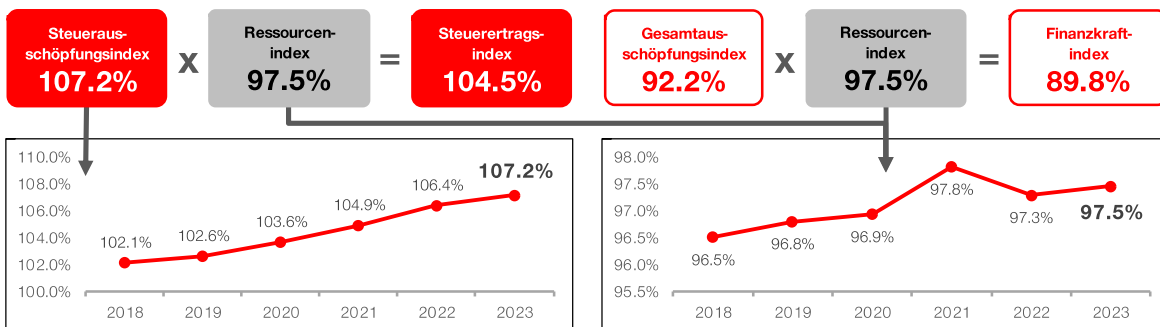 Steueraus-
schöpfungsindex
107.2%
x
Ressourcen-
index
97.5%
=
Steuerertrags-
index
104.5%
Gesamtaus-
schöpfungsindex
92.2%
x
Ressourcen-
index
97.5%
=
Finanzkraft-
index
89.8%
110.0%
108.0%
106.0%
104.0%
102.0%
100.0%
102.1%
102.6%
103.6%
104.9%
106.4%
107.2%
2018 2019 2020 2021 2022 2023
98.0%
97.5%
97.0%
96.5%
96.0%
95.5%
96.5%
96.8%
96.9%
97.8%
97.3%
97.5%
2018 2019 2020 2021 2022 2023